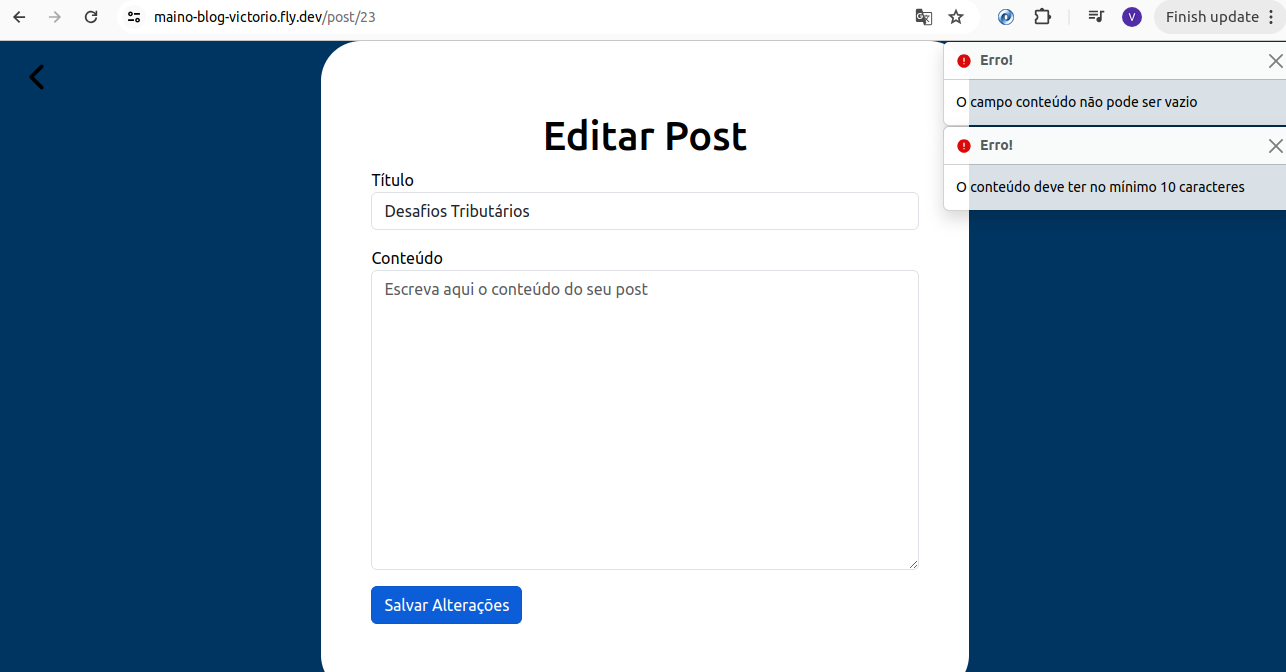 maino-blog-victorio.fly.dev/post/23
V
Finish update
Erro!
O campo conteúdo não pode ser vazio
Erro!
O conteúdo deve ter no mínimo 10 caracteres
Editar Post
Título
Desafios Tributários
Conteúdo
Escreva aqui o conteúdo do seu post
Salvar Alterações